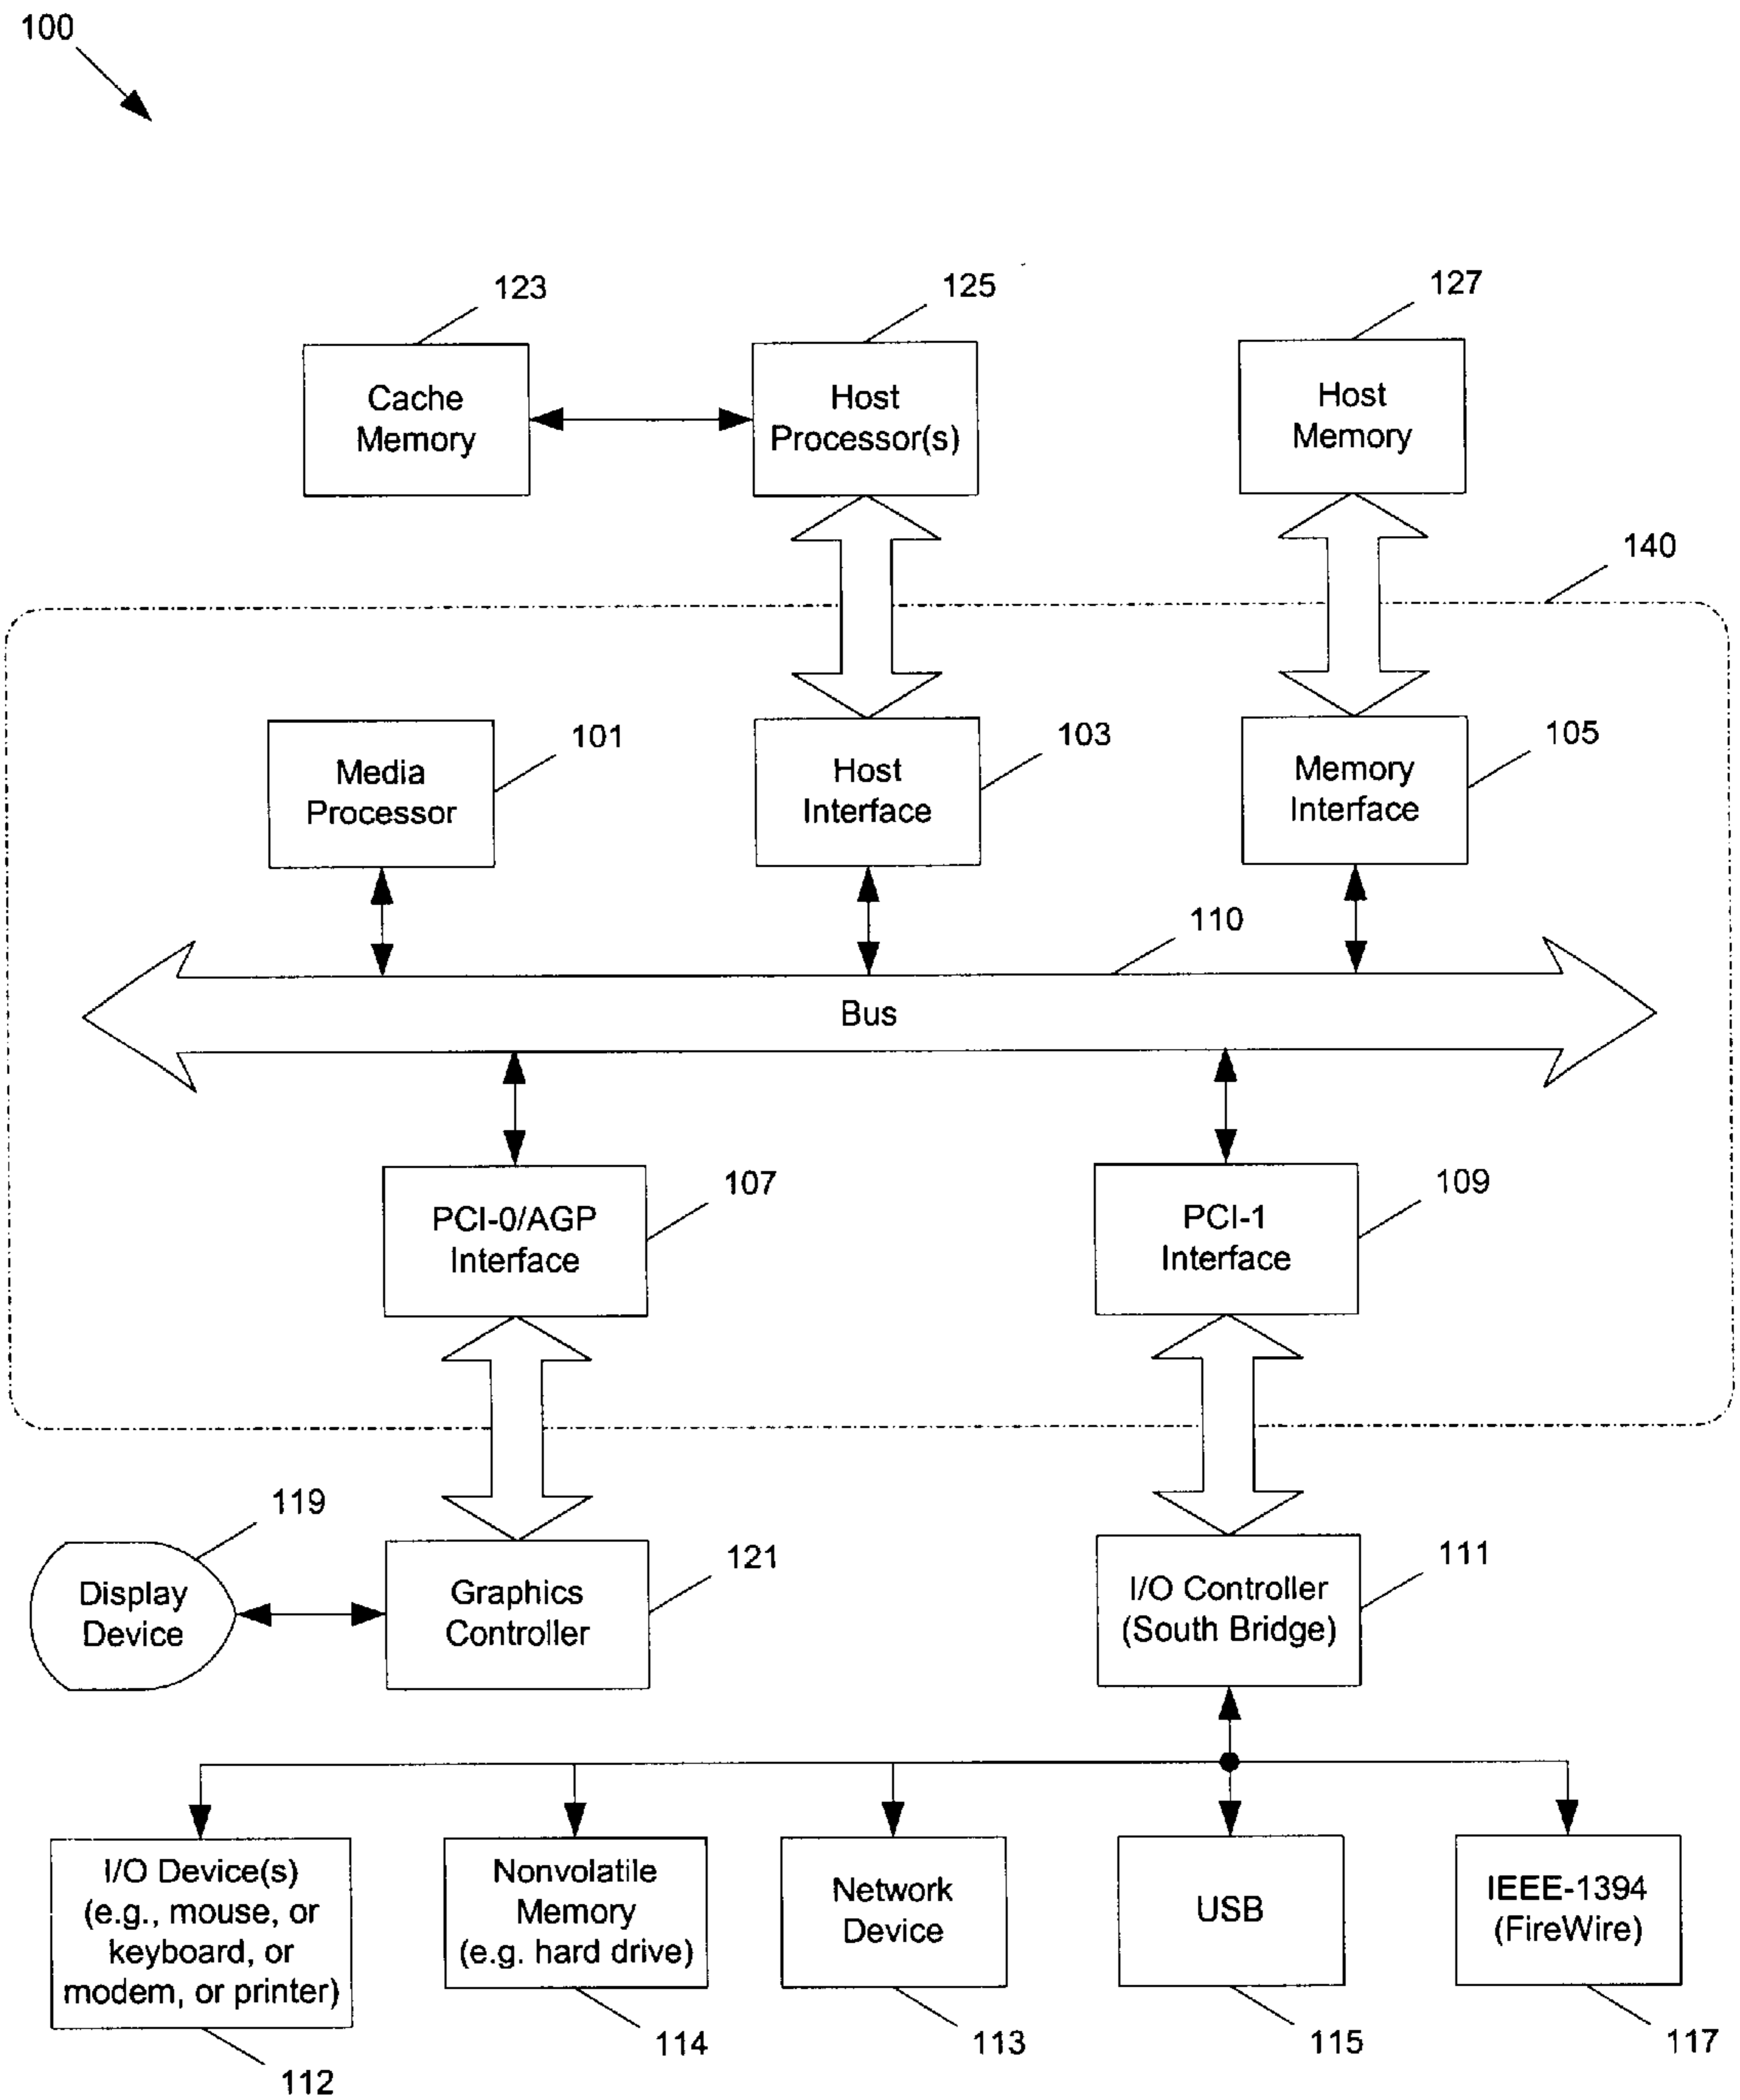 100
123
125
127
Cache
Memory
Host
Processor(s)
Host
Memory
140
101
103
105
Media
Processor
Host
Interface
Memory
Interface
110
Bus
107
109
PCI-0/AGP
Interface
PCI-1
Interface
119
121
111
Display
Device
Graphics
Controller
I/O Controller
(South Bridge)
I/O Device(s)
(e.g., mouse, or
keyboard, or
modem, or printer)
Nonvolatile
Memory
(e.g. hard drive)
Network
Device
USB
IEEE-1394
(FireWire)
112
114
113
115
117